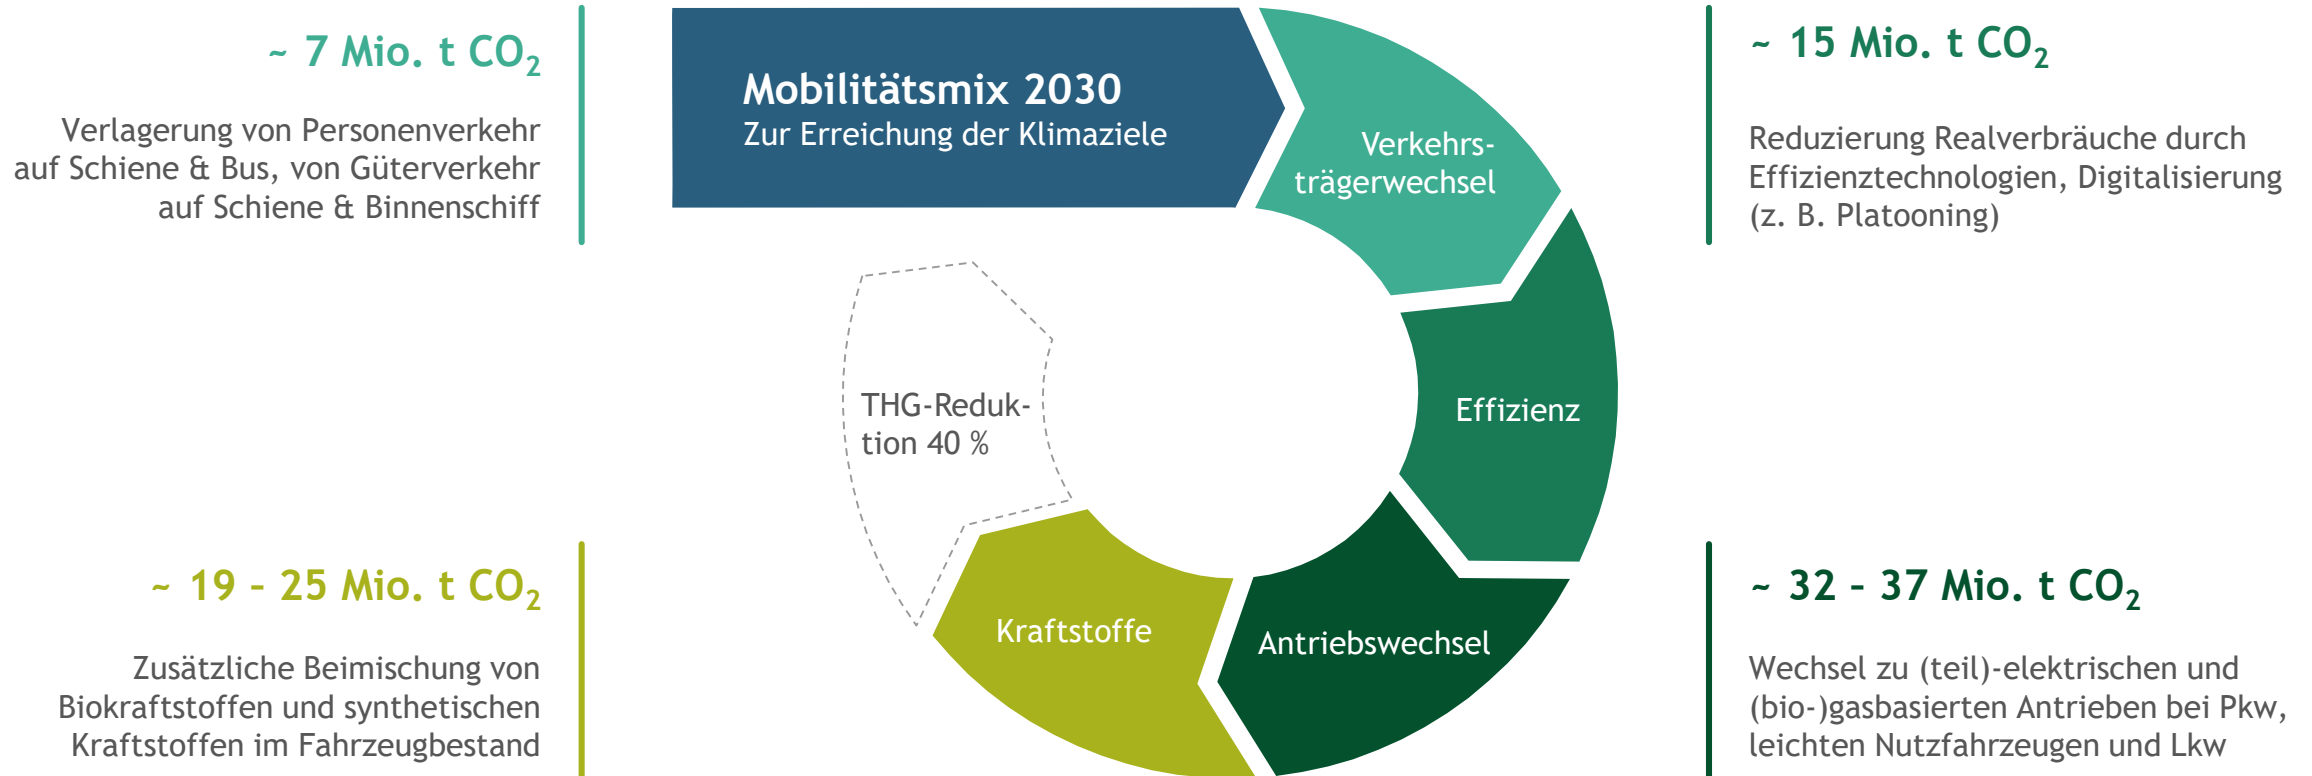 ~ 7 Mio. t CO₂
Verlagerung von Personenverkehr
auf Schiene & Bus, von Güterverkehr
auf Schiene & Binnenschiff
Mobilitätsmix 2030
Zur Erreichung der Klimaziele
Verkehrs-
trägerwechsel
~ 15 Mio. t CO₂
Reduzierung Realverbräuche durch
Effizienztechnologien, Digitalisierung
(z. B. Platooning)
Effizienz
THG-Reduk-
tion 40 %
~ 19 – 25 Mio. t CO₂
Zusätzliche Beimischung von
Biokraftstoffen und synthetischen
Kraftstoffen im Fahrzeugbestand
Kraftstoffe
Antriebswechsel
~ 32 – 37 Mio. t CO₂
Wechsel zu (teil)-elektrischen und
(bio-)gasbasierten Antrieben bei Pkw,
leichten Nutzfahrzeugen und Lkw